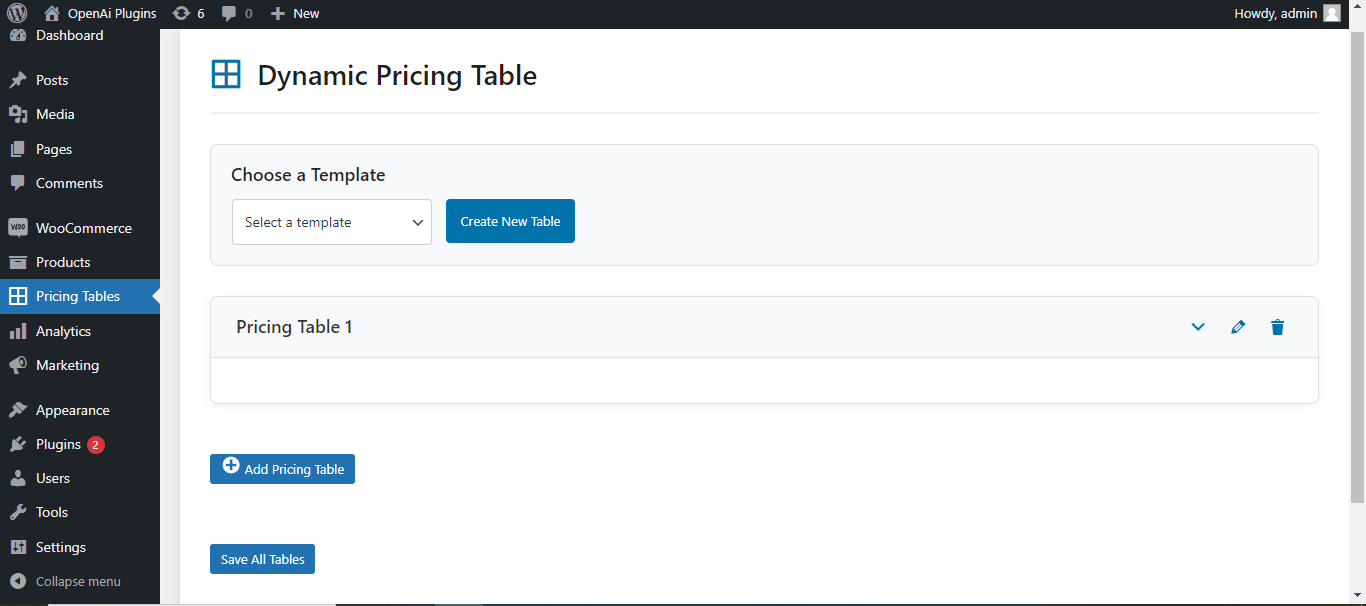 OpenAi Plugins 6 0 New Howdy, admin
Dashboard
Posts
Media
Pages
Comments
WooCommerce
Products
Pricing Tables
Analytics
Marketing
Appearance
Plugins 2
Users
Tools
Settings
Collapse menu
Dynamic Pricing Table
Choose a Template
Select a template Create New Table
Pricing Table 1
Add Pricing Table
Save All Tables